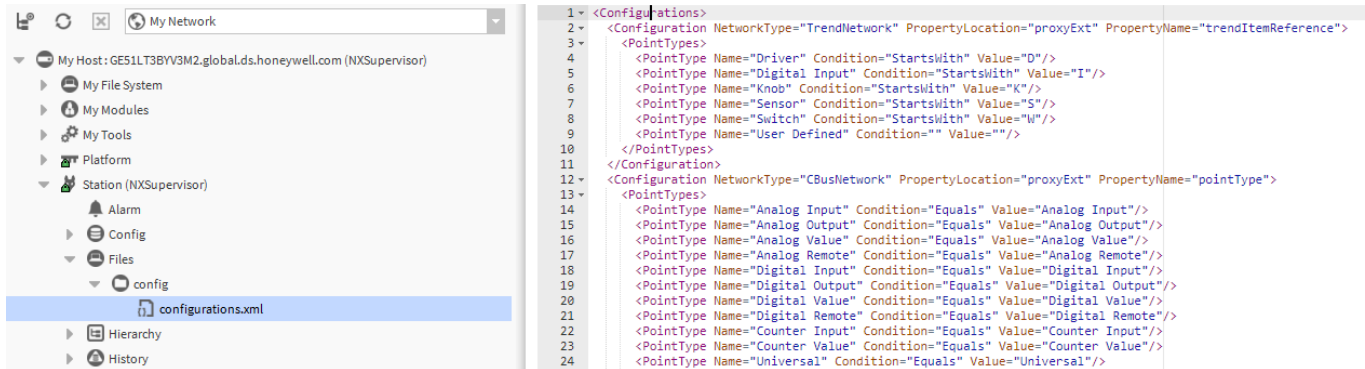 My Network
My Host : GE51LT3BYV3M2.global.ds.honeywell.com (NXSupervisor)
My File System
My Modules
My Tools
Platform
Station (NXSupervisor)
Alarm
Config
Files
config
configurations.xml
Hierarchy
History
1 <Configurations>
2 <Configuration NetworkType="TrendNetwork" PropertyLocation="proxyExt" PropertyName="trendItemReference">
3 <PointTypes>
4 <PointType Name="Driver" Condition="StartsWith" Value="D"/>
5 <PointType Name="Digital Input" Condition="StartsWith" Value="I"/>
6 <PointType Name="Knob" Condition="StartsWith" Value="K"/>
7 <PointType Name="Sensor" Condition="StartsWith" Value="S"/>
8 <PointType Name="Switch" Condition="StartsWith" Value="W"/>
9 <PointType Name="User Defined" Condition="" Value=""/>
10 </PointTypes>
11 </Configuration>
12 <Configuration NetworkType="CBusNetwork" PropertyLocation="proxyExt" PropertyName="pointType">
13 <PointTypes>
14 <PointType Name="Analog Input" Condition="Equals" Value="Analog Input"/>
15 <PointType Name="Analog Output" Condition="Equals" Value="Analog Output"/>
16 <PointType Name="Analog Value" Condition="Equals" Value="Analog Value"/>
17 <PointType Name="Analog Remote" Condition="Equals" Value="Analog Remote"/>
18 <PointType Name="Digital Input" Condition="Equals" Value="Digital Input"/>
19 <PointType Name="Digital Output" Condition="Equals" Value="Digital Output"/>
20 <PointType Name="Digital Value" Condition="Equals" Value="Digital Value"/>
21 <PointType Name="Digital Remote" Condition="Equals" Value="Digital Remote"/>
22 <PointType Name="Counter Input" Condition="Equals" Value="Counter Input"/>
23 <PointType Name="Counter Value" Condition="Equals" Value="Counter Value"/>
24 <PointType Name="Universal" Condition="Equals" Value="Universal"/>